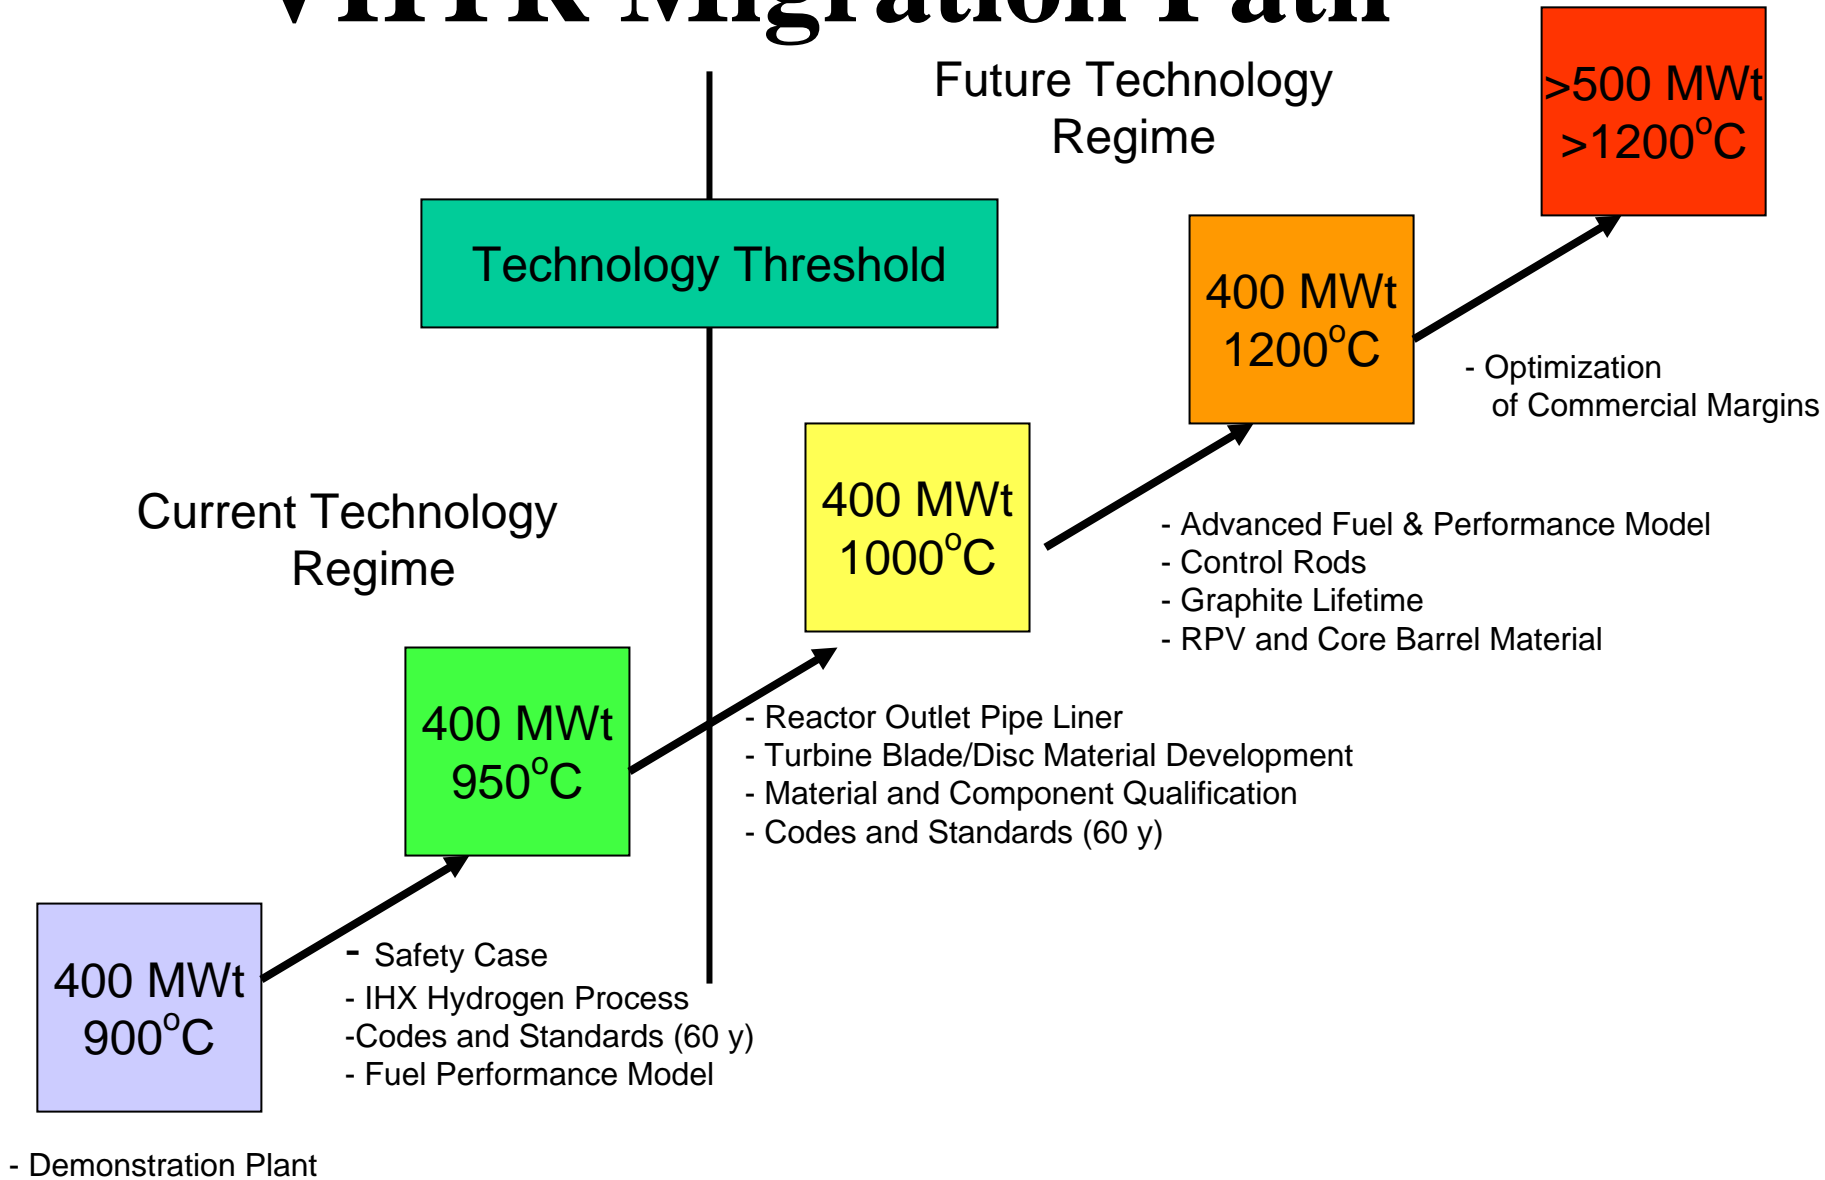 VHTR Migration Path
Future Technology
Regime
>500 MWt
>1200°C
Technology Threshold
400 MWt
1200°C
- Optimization
of Commercial Margins
400 MWt
1000°C
Current Technology
Regime
- Advanced Fuel & Performance Model
- Control Rods
- Graphite Lifetime
- RPV and Core Barrel Material
400 MWt
950°C
- Reactor Outlet Pipe Liner
- Turbine Blade/Disc Material Development
- Material and Component Qualification
- Codes and Standards (60 y)
400 MWt
900°C
- Safety Case
- IHX Hydrogen Process
-Codes and Standards (60 y)
- Fuel Performance Model
- Demonstration Plant